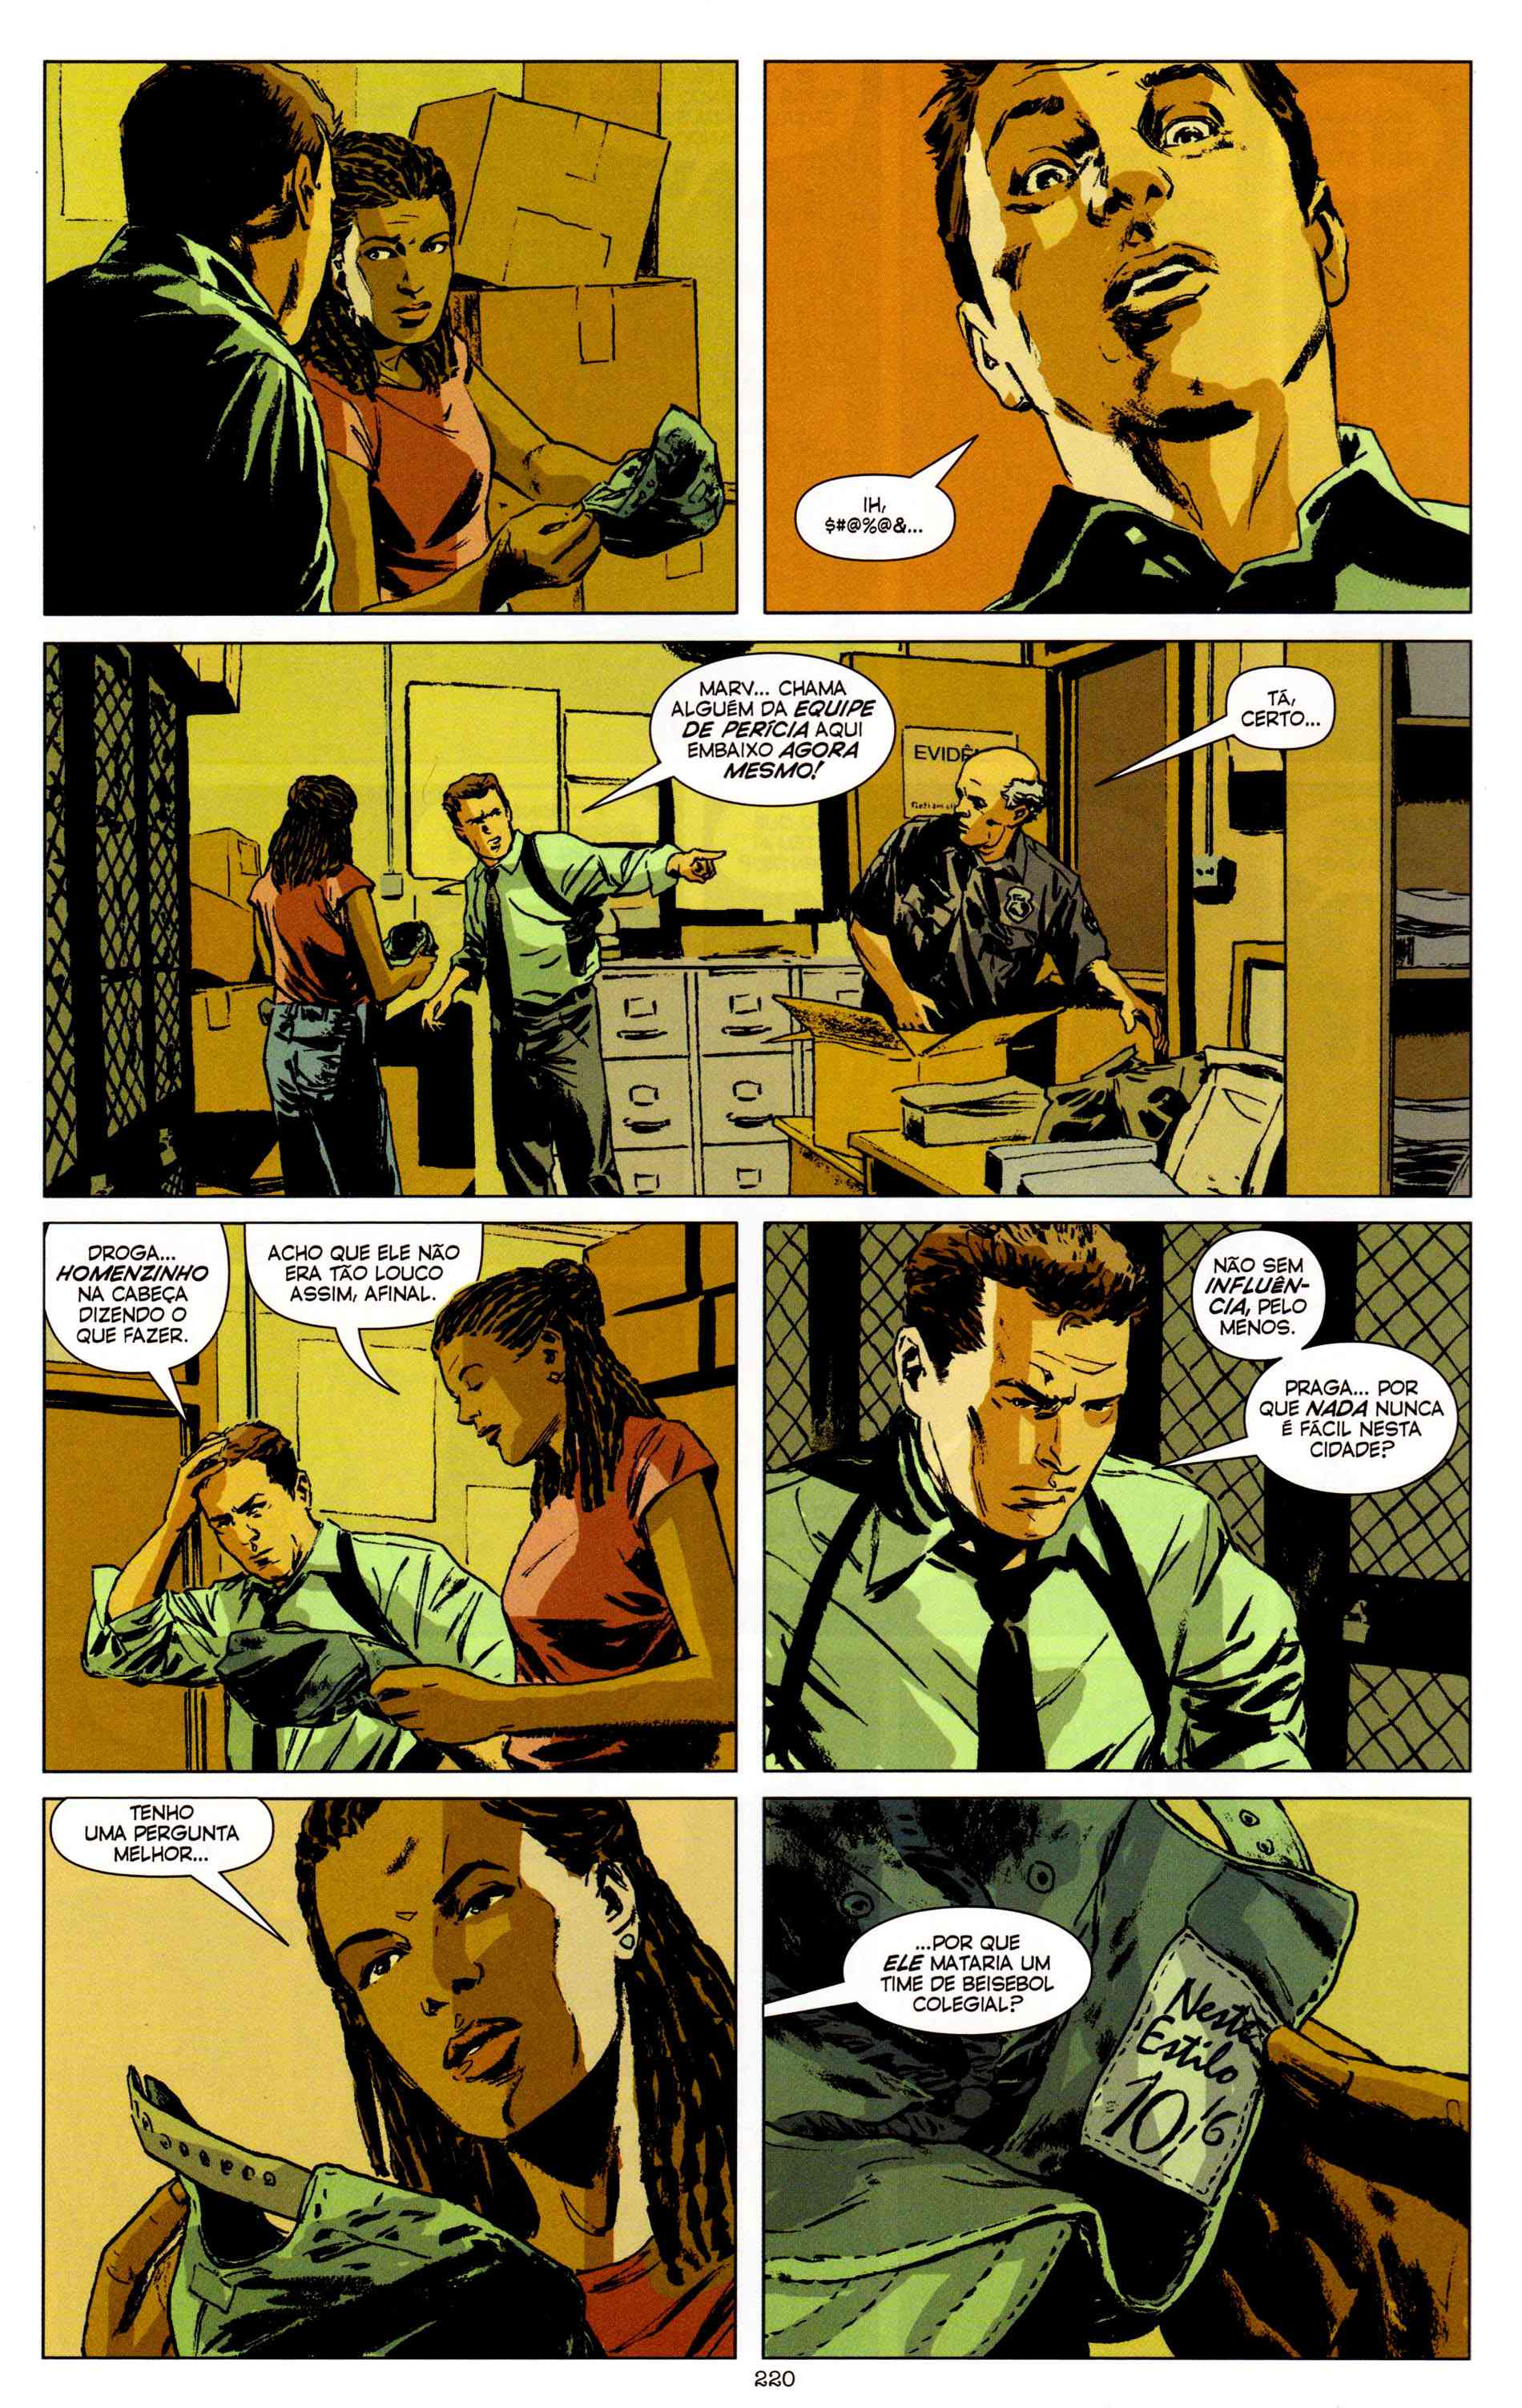 IH,
$#@%@&...
MARV... CHAMA
ALGUÉM DA EQUIPE
DE PERÍCIA AQUI
EMBAIXO AGORA
MESMO!
EVIDÊN
TÁ,
CERTO...
DROGA...
HOMENZINHO
NA CABEÇA
DIZENDO O
QUE FAZER.
ACHO QUE ELE NÃO
ERA TÃO LOUCO
ASSIM, AFINAL.
NÃO SEM
INFLUÊN-
CIA, PELO
MENOS.
PRAGA... POR
QUE NADA NUNCA
É FÁCIL NESTA
CIDADE?
TENHO
UMA PERGUNTA
MELHOR...
...POR QUE
ELE MATARIA UM
TIME DE BEISEBOL
COLEGIAL?
Neste
Estilo
10/6
220